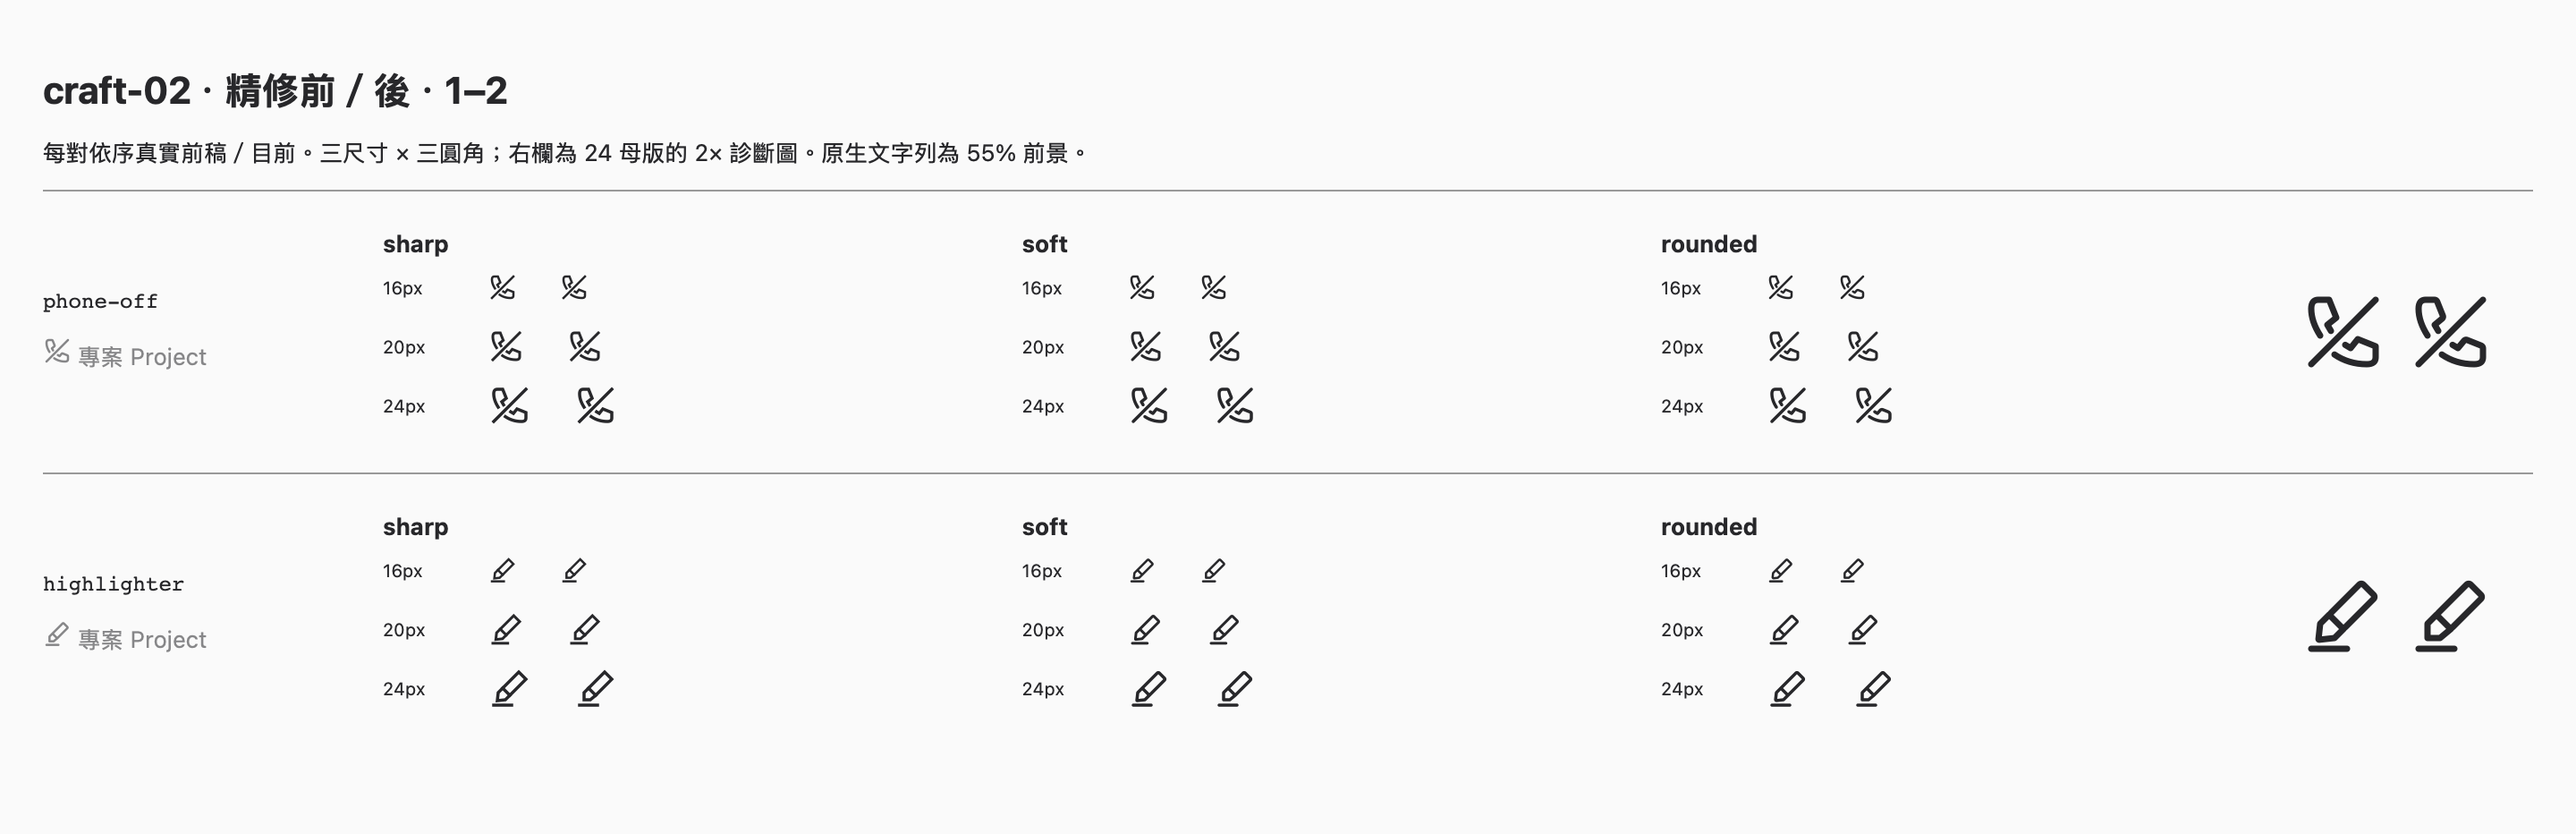 craft-02 · 精修前 / 後 · 1–2
每對依序真實前稿 / 目前。三尺寸 × 三圓角；右欄為 24 母版的 2× 診斷圖。原生文字列為 55% 前景。
phone-off
專案 Project
sharp
16px
20px
24px
soft
16px
20px
24px
rounded
16px
20px
24px
highlighter
專案 Project
sharp
16px
20px
24px
soft
16px
20px
24px
rounded
16px
20px
24px